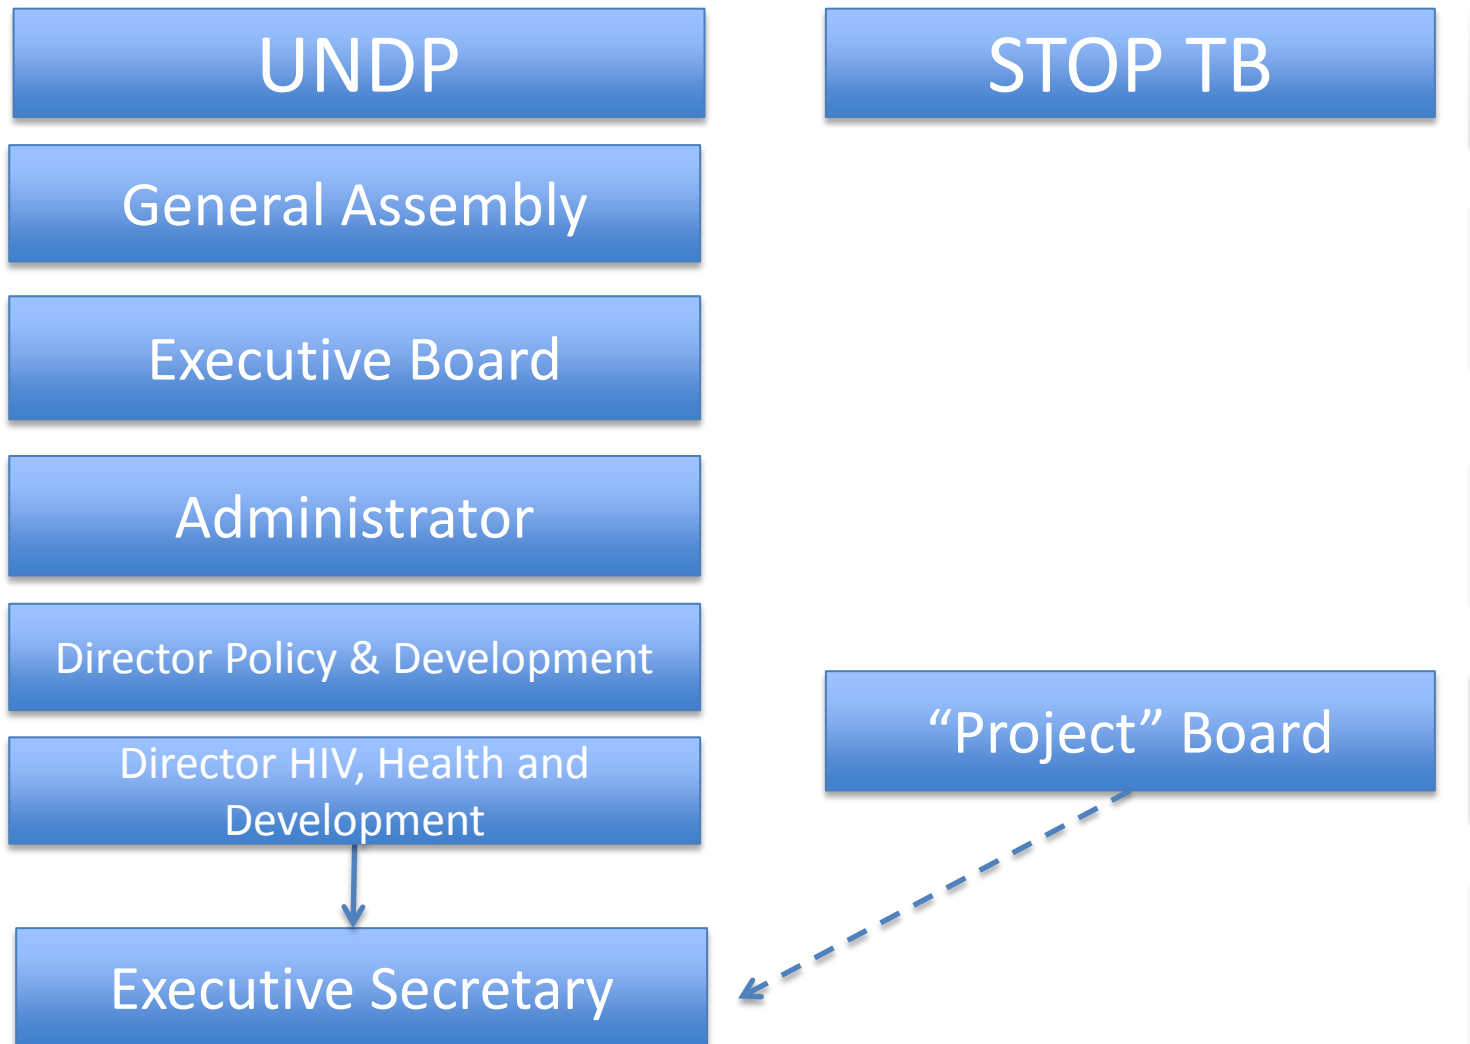 UNDP
STOP TB
General Assembly
Executive Board
Administrator
Director Policy & Development
“Project” Board
Director HIV, Health and
Development
Executive Secretary